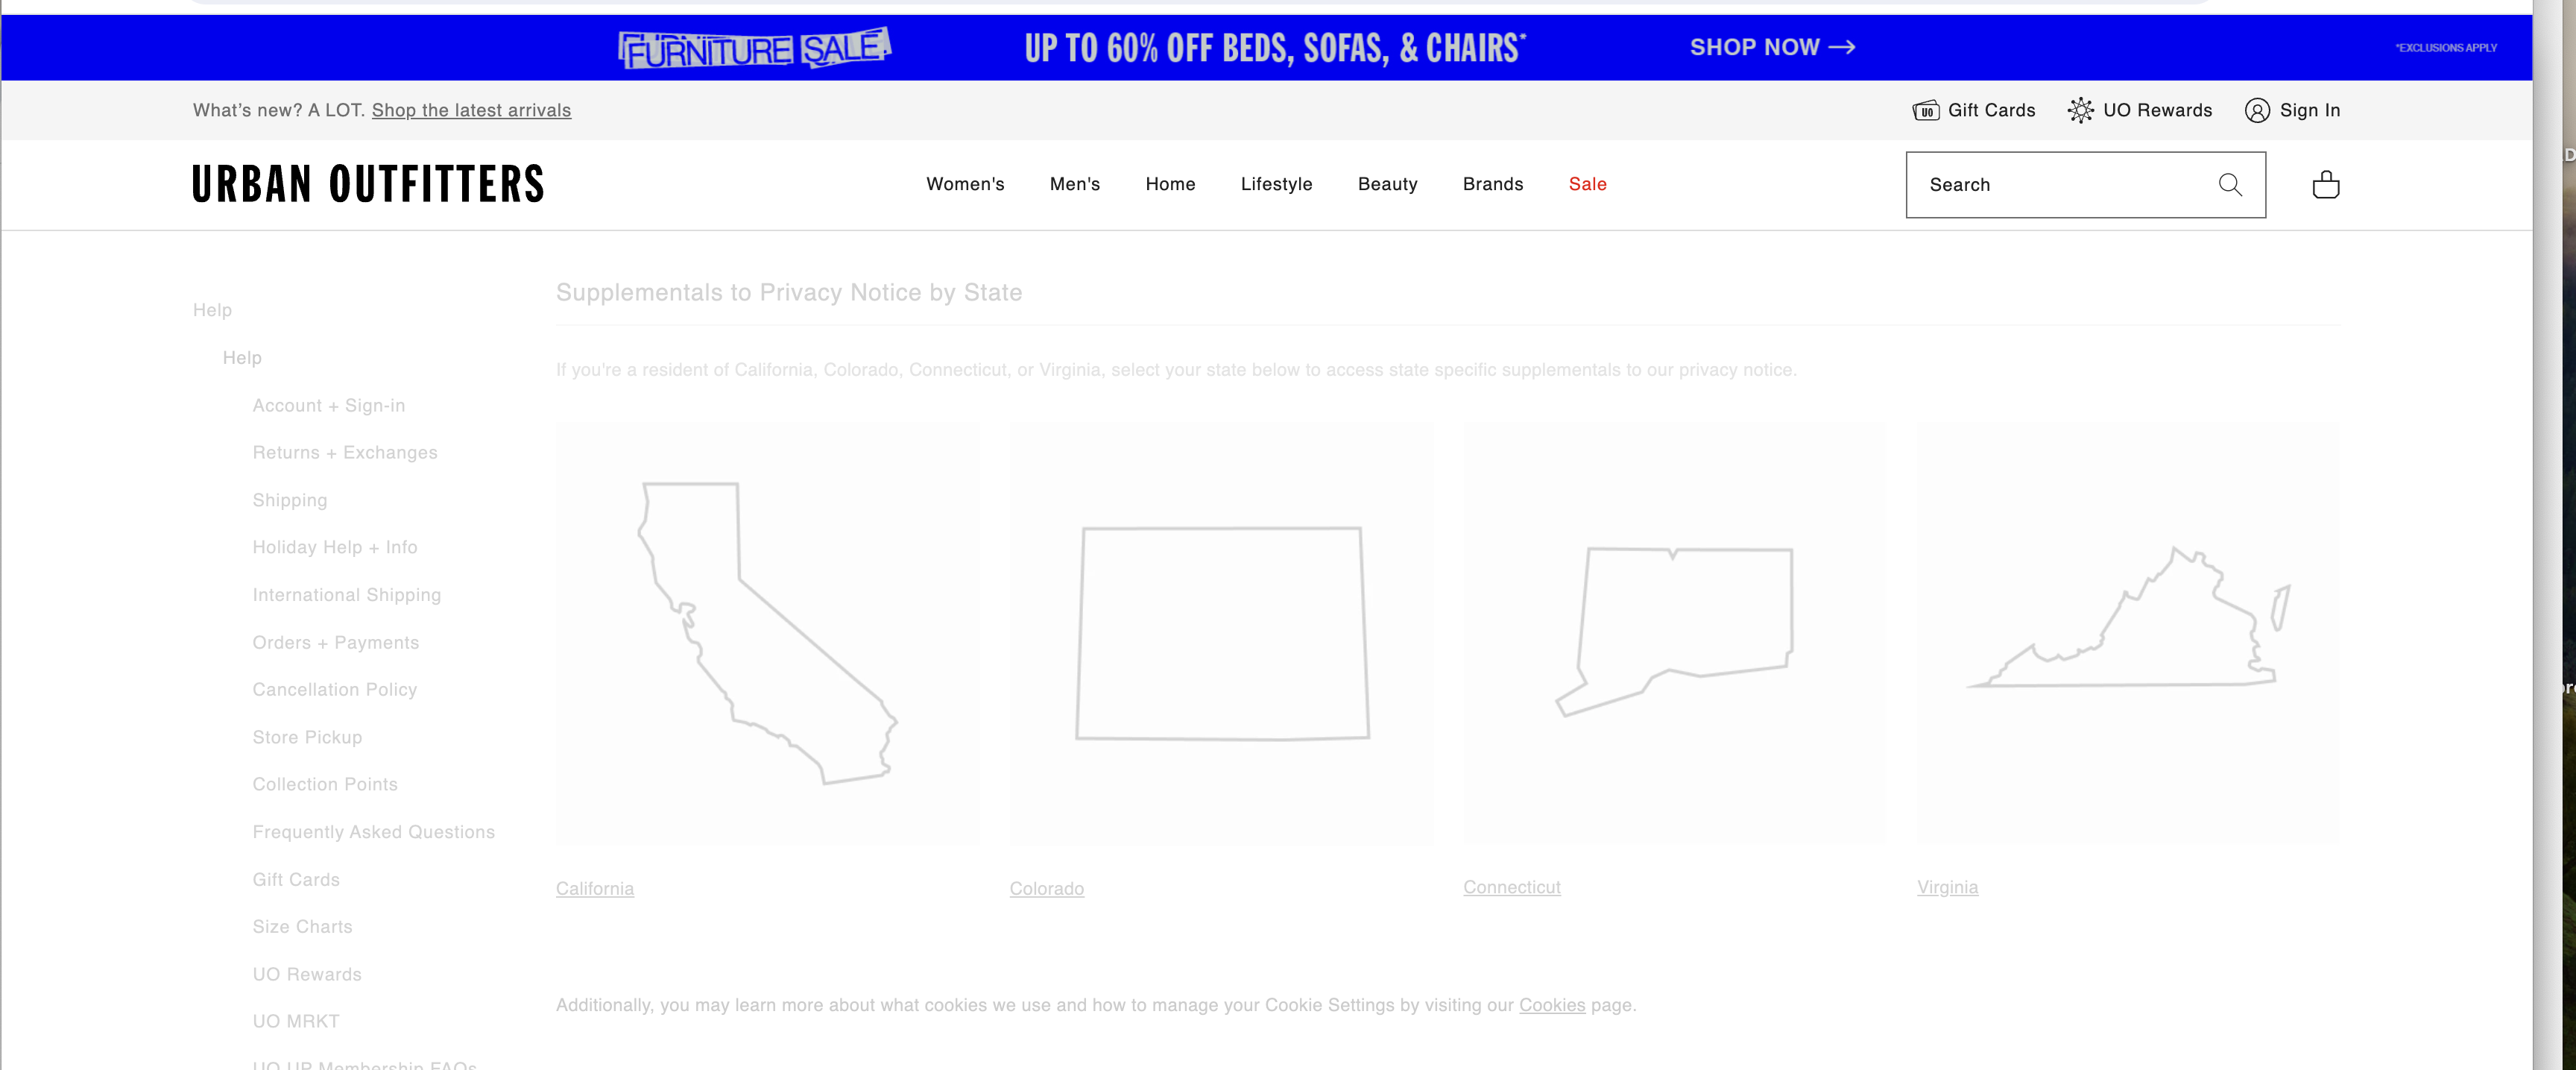 FURNITURE SALE.
UP TO 60% OFF BEDS, SOFAS, & CHAIRS*
SHOP NOW →
*EXCLUSIONS APPLY
What's new? A LOT. Shop the latest arrivals
UO
Gift Cards
UO Rewards
Sign In
URBAN OUTFITTERS
Women's
Men's
Home
Lifestyle
Beauty
Brands
Sale
Search
Help
Help
Account + Sign-in
Returns + Exchanges
Shipping
Holiday Help + Info
International Shipping
Orders + Payments
Cancellation Policy
Store Pickup
Collection Points
Frequently Asked Questions
Gift Cards
Size Charts
UO Rewards
UO MRKT
UO UP Membership FAQs
Supplementals to Privacy Notice by State
If you're a resident of California, Colorado, Connecticut, or Virginia, select your state below to access state specific supplementals to our privacy notice.
California
Colorado
Connecticut
Virginia
Additionally, you may learn more about what cookies we use and how to manage your Cookie Settings by visiting our Cookies page.